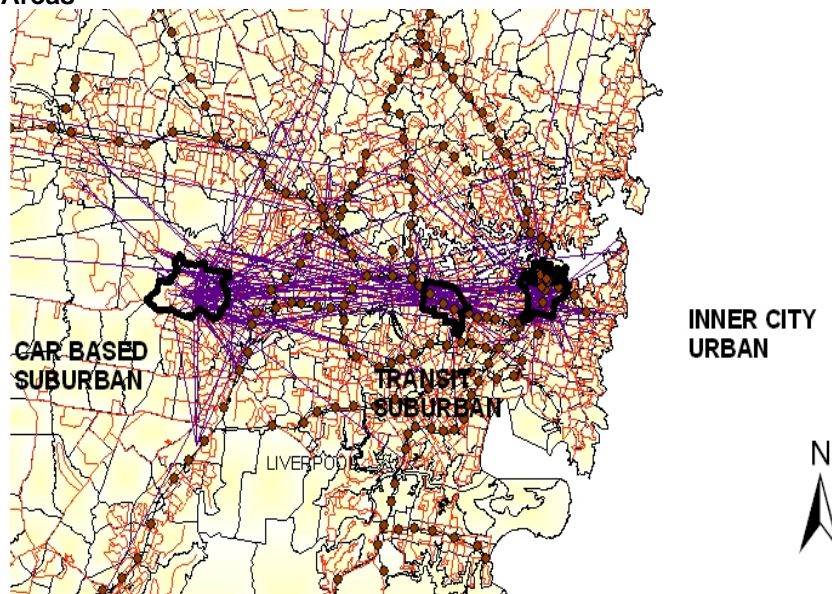 Areas
INNER CITY
URBAN
CAR BASED
SUBURBAN
TRANSIT
SUBURBAN
LIVERPOOL
N